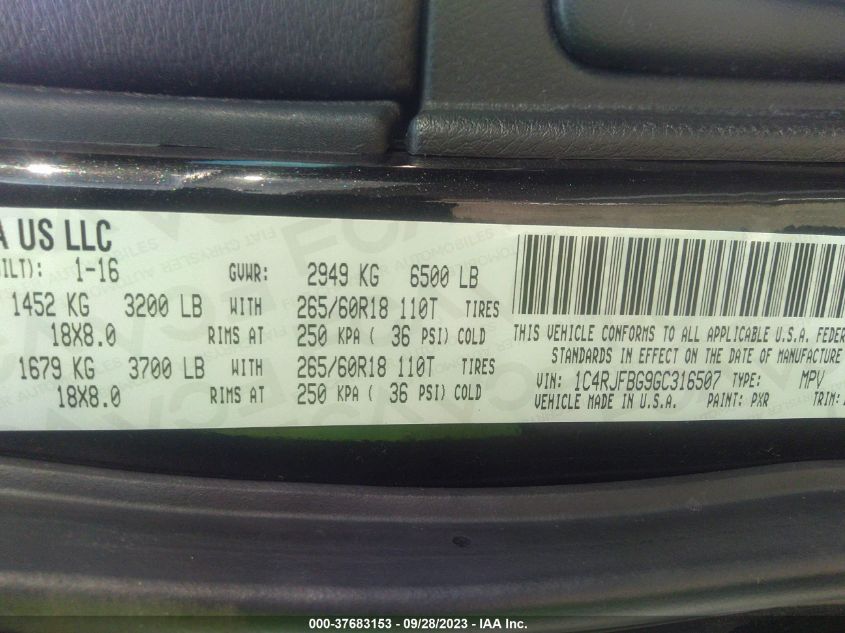 A US LLC
ILT): 1-16 GVWR: 2949 KG 6500 LB
1452 KG 3200 LB WITH 265/60R18 110T TIRES
18X8.0 RIMS AT 250 KPA ( 36 PSI) COLD
1679 KG 3700 LB WITH 265/60R18 110T TIRES
18X8.0 RIMS AT 250 KPA ( 36 PSI) COLD
THIS VEHICLE CONFORMS TO ALL APPLICABLE U.S.A. FEDER
STANDARDS IN EFFECT ON THE DATE OF MANUFACTURE
VIN: 1C4RJFBG9GC316507 TYPE: MPV
VEHICLE MADE IN U.S.A. PAINT: PXR TRIM:
000-37683153 - 09/28/2023 - IAA Inc.